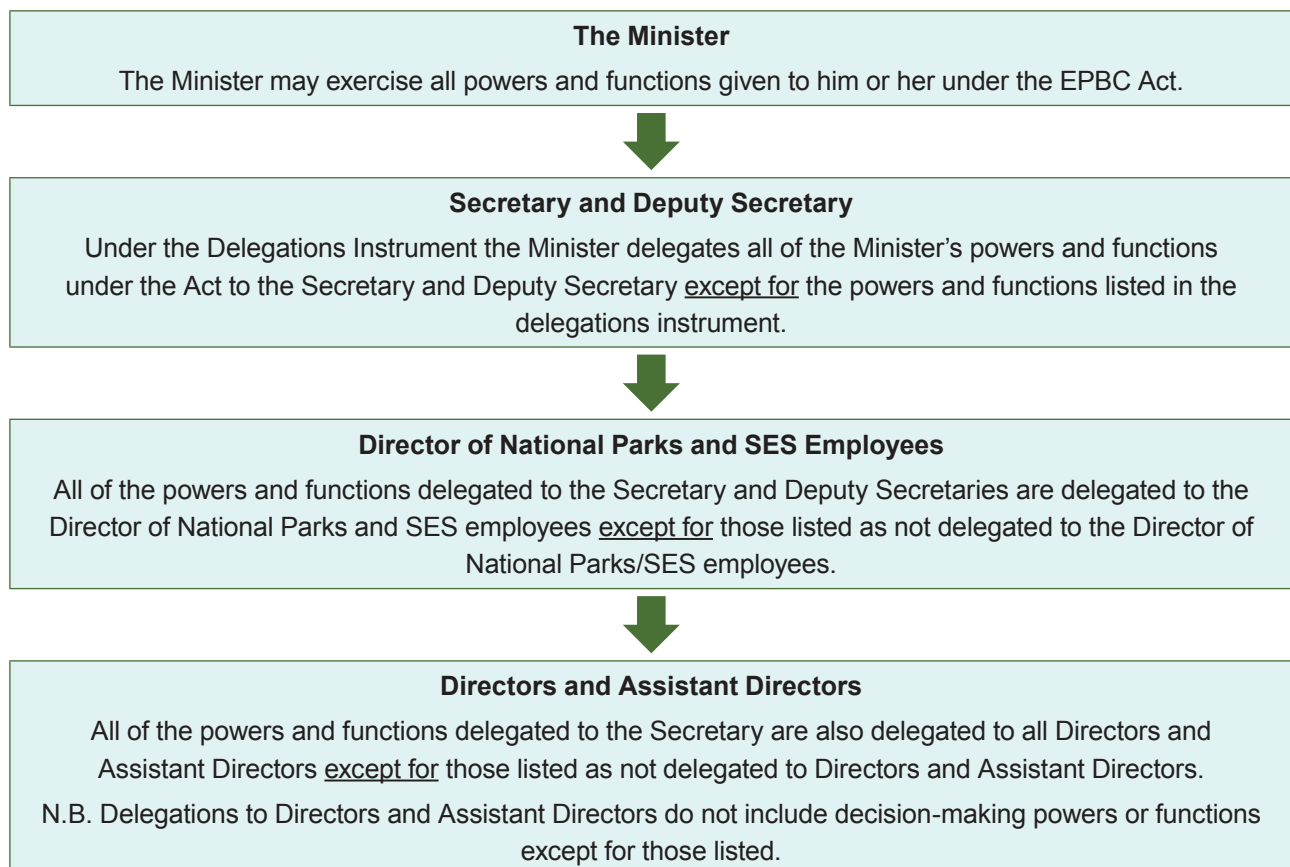 The Minister
The Minister may exercise all powers and functions given to him or her under the EPBC Act.
Secretary and Deputy Secretary
Under the Delegations Instrument the Minister delegates all of the Minister’s powers and functions
under the Act to the Secretary and Deputy Secretary except for the powers and functions listed in the
delegations instrument.
Director of National Parks and SES Employees
All of the powers and functions delegated to the Secretary and Deputy Secretaries are delegated to the
Director of National Parks and SES employees except for those listed as not delegated to the Director of
National Parks/SES employees.
Directors and Assistant Directors
All of the powers and functions delegated to the Secretary are also delegated to all Directors and
Assistant Directors except for those listed as not delegated to Directors and Assistant Directors.
N.B. Delegations to Directors and Assistant Directors do not include decision-making powers or functions
except for those listed.